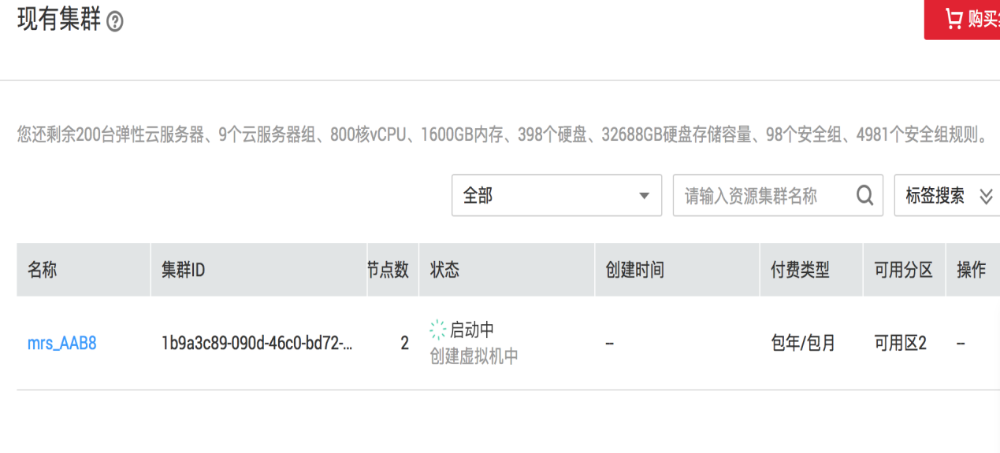 现有集群
购买
您还剩余200台弹性云服务器、9个云服务器组、800核vCPU、1600GB内存、398个硬盘、32688GB硬盘存储容量、98个安全组、4981个安全组规则。
全部 请输入资源集群名称 标签搜索
名称 集群ID 节点数 状态 创建时间 付费类型 可用分区 操作
mrs_AAB8 1b9a3c89-090d-46c0-bd72-... 2 启动中 -- 包年/包月 可用区2 --
创建虚拟机中